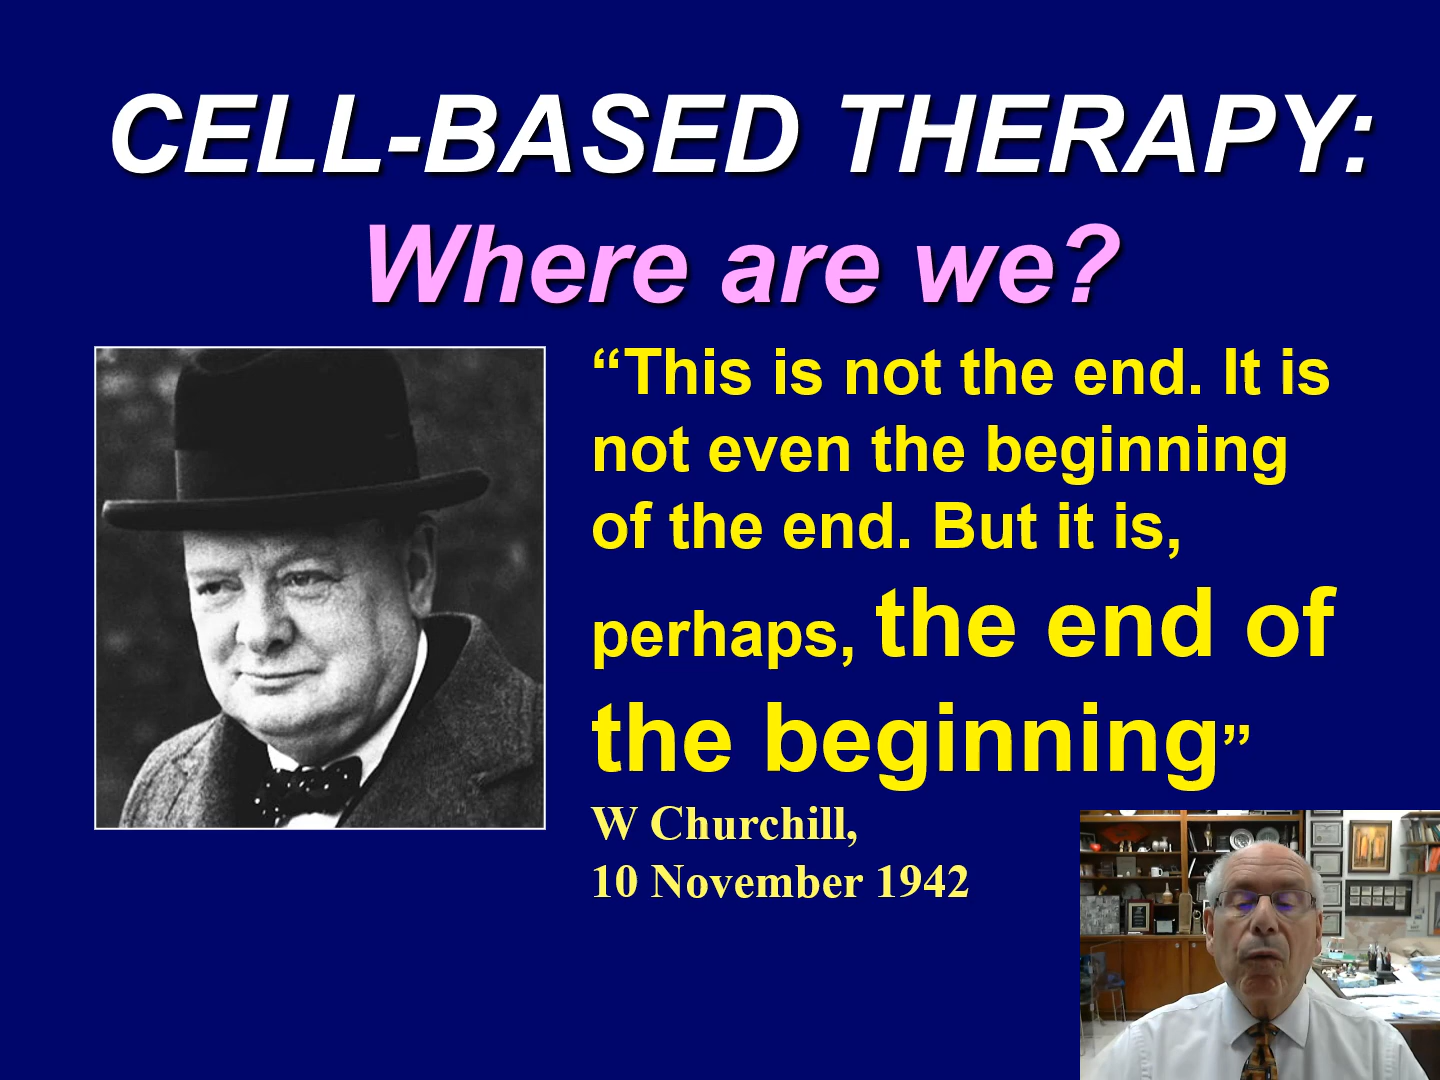 CELL-BASED THERAPY:
Where are we?
“This is not the end. It is
not even the beginning
of the end. But it is,
perhaps, the end of
the beginning”
W Churchill,
10 November 1942